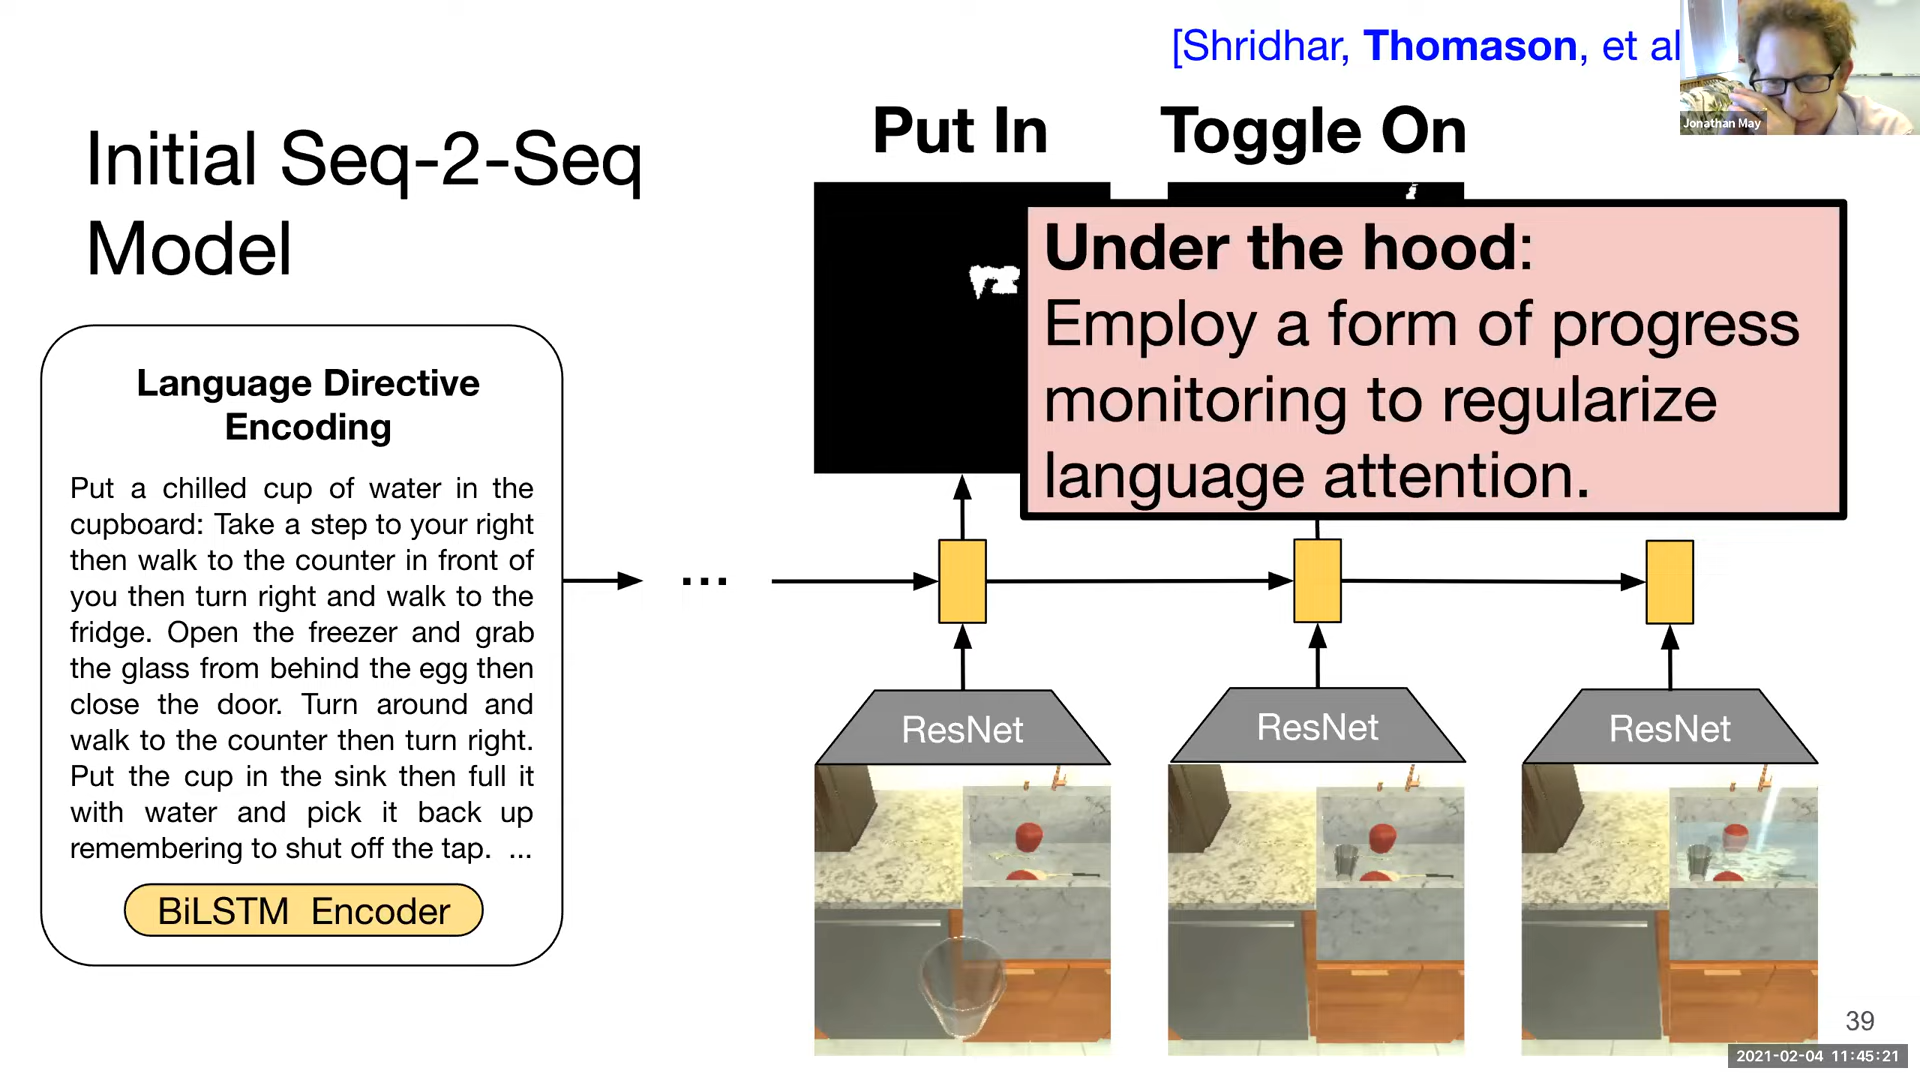 [Shridhar, Thomason, et al
Jonathan May
Initial Seq-2-Seq
Model
Put In
Toggle On
Under the hood:
Employ a form of progress
monitoring to regularize
language attention.
Language Directive
Encoding
Put a chilled cup of water in the
cupboard: Take a step to your right
then walk to the counter in front of
you then turn right and walk to the
fridge. Open the freezer and grab
the glass from behind the egg then
close the door. Turn around and
walk to the counter then turn right.
Put the cup in the sink then full it
with water and pick it back up
remembering to shut off the tap. ...
BiLSTM Encoder
...
ResNet
ResNet
ResNet
39
2021-02-04 11:45:21